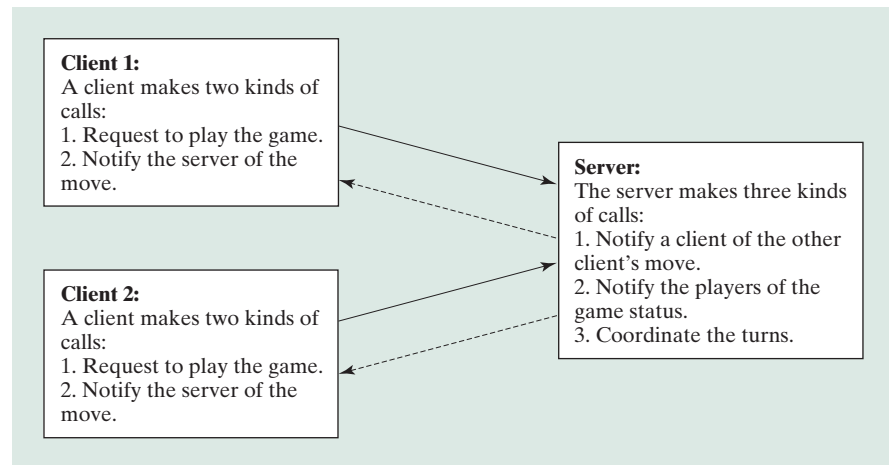 Client 1:
A client makes two kinds of
calls:
1. Request to play the game.
2. Notify the server of the
move.
Client 2:
A client makes two kinds of
calls:
1. Request to play the game.
2. Notify the server of the
move.
Server:
The server makes three kinds
of calls:
1. Notify a client of the other
client’s move.
2. Notify the players of the
game status.
3. Coordinate the turns.